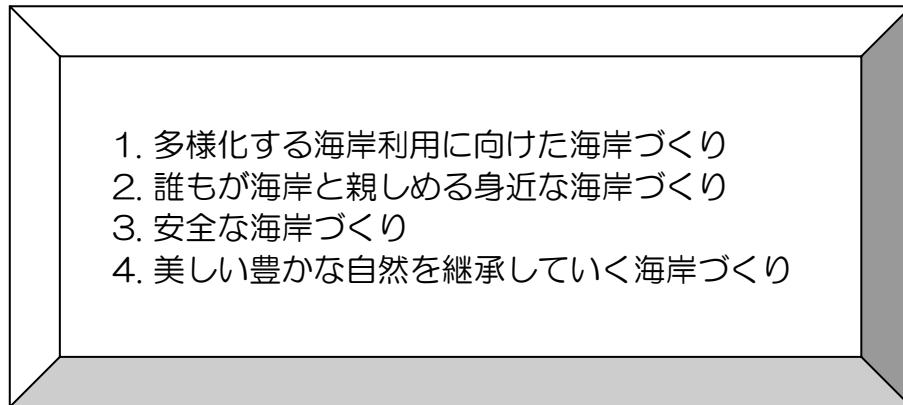 1. 多様化する海岸利用に向けた海岸づくり
2. 誰もが海岸と親しめる身近な海岸づくり
3. 安全な海岸づくり
4. 美しい豊かな自然を継承していく海岸づくり